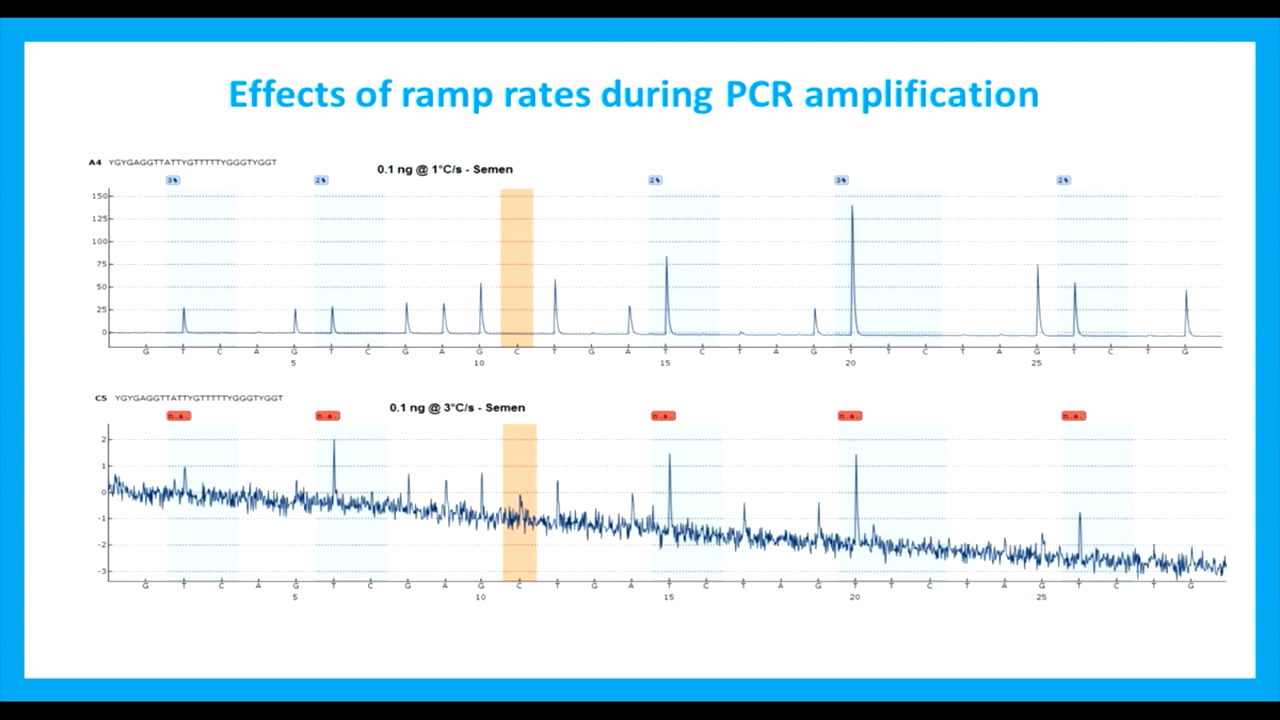 Effects of ramp rates during PCR amplification
A4 YGYGAGGTTATTYGTTTTTYGGGTYGGT
0.1 ng @ 1°C/s - Semen
3% 2% 2% 3% 2%
150
125
100
75
50
25
0
G T C A G T C G A G C T G A T C T A G T T C T A G T C T G
5 10 15 20 25
C5 YGYGAGGTTATTYGTTTTTYGGGTYGGT
0.1 ng @ 3°C/s - Semen
n.a. n.a. n.a. n.a. n.a.
2
1
0
-1
-2
-3
G T C A G T C G A G C T G A T C T A G T T C T A G T C T G
5 10 15 20 25